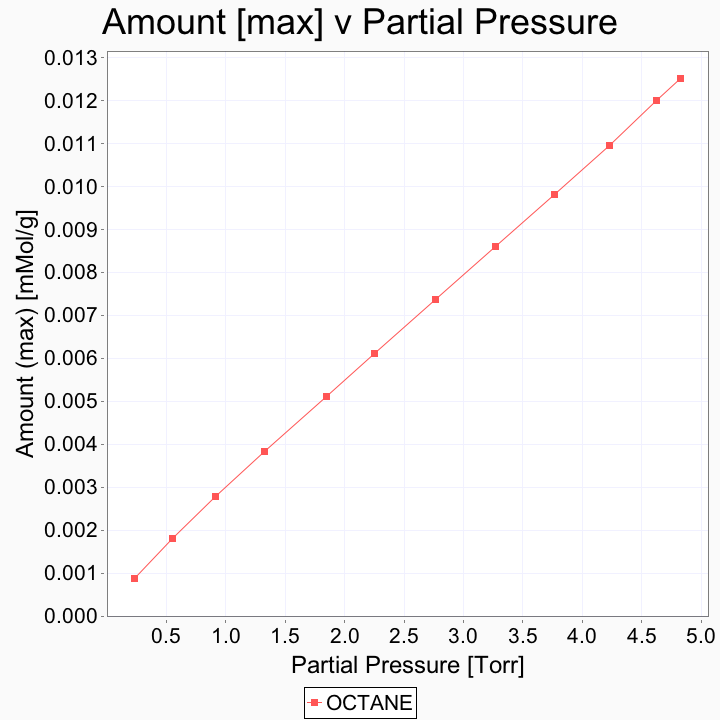 Amount [max] v Partial Pressure
Amount (max) [mMol/g]
0.013
0.012
0.011
0.010
0.009
0.008
0.007
0.006
0.005
0.004
0.003
0.002
0.001
0.000
0.5 1.0 1.5 2.0 2.5 3.0 3.5 4.0 4.5 5.0
Partial Pressure [Torr]
OCTANE